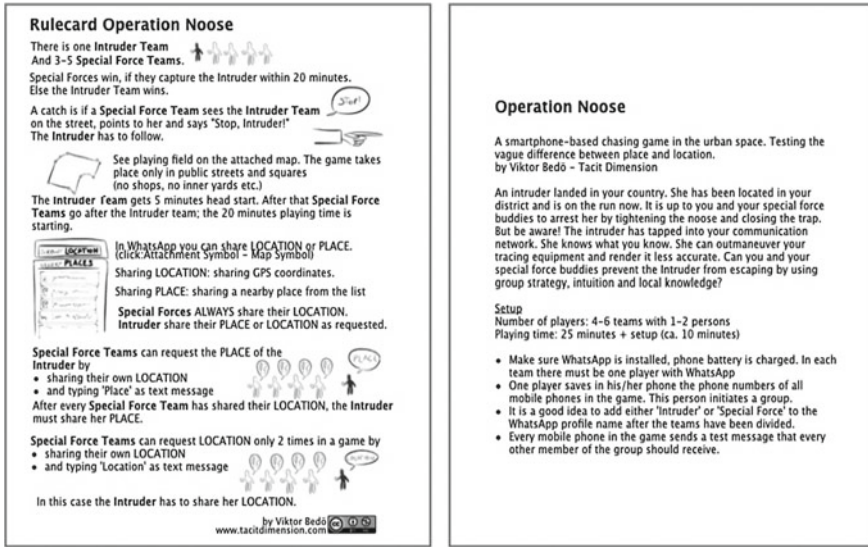 Rulecard Operation Noose
There is one Intruder Team
And 3-5 Special Force Teams.
Special Forces win, if they capture the Intruder within 20 minutes.
Else the Intruder Team wins.
A catch is if a Special Force Team sees the Intruder Team
on the street, points to her and says "Stop, Intruder!"
The Intruder has to follow.
STOP!
See playing field on the attached map. The game takes
place only in public streets and squares
(no shops, no inner yards etc.)
The Intruder Team gets 5 minutes head start. After that Special Force
Teams go after the Intruder team; the 20 minutes playing time is
starting.
LOCATION
PLACES
In WhatsApp you can share LOCATION or PLACE.
(click:Attachment Symbol – Map Symbol)
Sharing LOCATION: sharing GPS coordinates.
Sharing PLACE: sharing a nearby place from the list
Special Forces ALWAYS share their LOCATION.
Intruder share their PLACE or LOCATION as requested.
Special Force Teams can request the PLACE of the
Intruder by
• sharing their own LOCATION
• and typing 'Place' as text message
PLACE
After every Special Force Team has shared their LOCATION, the Intruder
must share her PLACE.
Special Force Teams can request LOCATION only 2 times in a game by
• sharing their own LOCATION
• and typing 'Location' as text message
In this case the Intruder has to share her LOCATION.
by Viktor Bedö
www.tacitdimension.com
Operation Noose
A smartphone-based chasing game in the urban space. Testing the
vague difference between place and location.
by Viktor Bedö – Tacit Dimension
An intruder landed in your country. She has been located in your
district and is on the run now. It is up to you and your special force
buddies to arrest her by tightening the noose and closing the trap.
But be aware! The intruder has tapped into your communication
network. She knows what you know. She can outmaneuver your
tracing equipment and render it less accurate. Can you and your
special force buddies prevent the Intruder from escaping by using
group strategy, intuition and local knowledge?
Setup
Number of players: 4-6 teams with 1-2 persons
Playing time: 25 minutes + setup (ca. 10 minutes)
• Make sure WhatsApp is installed, phone battery is charged. In each
team there must be one player with WhatsApp
• One player saves in his/her phone the phone numbers of all
mobile phones in the game. This person initiates a group.
• It is a good idea to add either 'Intruder' or 'Special Force' to the
WhatsApp profile name after the teams have been divided.
• Every mobile phone in the game sends a test message that every
other member of the group should receive.